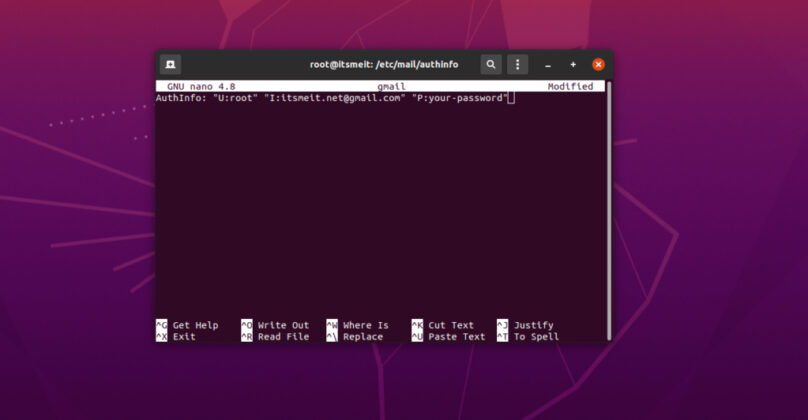 root@itsmeit: /etc/mail/authinfo
GNU nano 4.8 gmail Modified
AuthInfo: "U:root" "I:itsmeit.net@gmail.com" "P:your-password"
^G Get Help ^O Write Out ^W Where Is ^K Cut Text ^J Justify
^X Exit ^R Read File ^\ Replace ^U Paste Text ^T To Spell